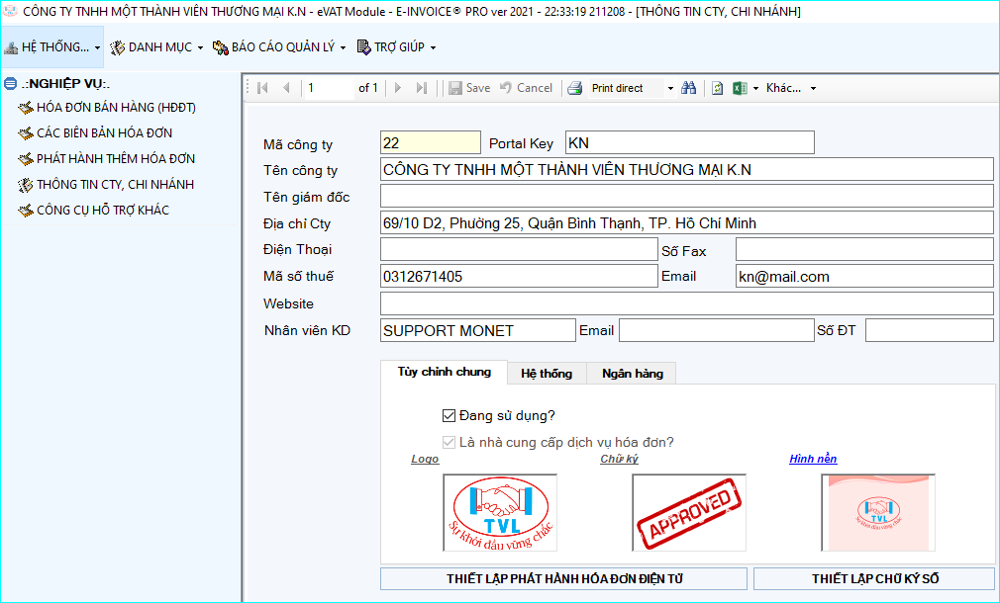 CÔNG TY TNHH MỘT THÀNH VIÊN THƯƠNG MẠI K.N - eVAT Module - E-INVOICE® PRO ver 2021 - 22:33:19 211208 - [THÔNG TIN CTY, CHI NHÁNH]
HỆ THỐNG... DANH MỤC BÁO CÁO QUẢN LÝ TRỢ GIÚP
.:NGHIỆP VỤ:.
HÓA ĐƠN BÁN HÀNG (HĐĐT)
CÁC BIÊN BẢN HÓA ĐƠN
PHÁT HÀNH THÊM HÓA ĐƠN
THÔNG TIN CTY, CHI NHÁNH
CÔNG CỤ HỖ TRỢ KHÁC
1 of 1 Save Cancel Print direct Khác...
Mã công ty 22 Portal Key KN
Tên công ty CÔNG TY TNHH MỘT THÀNH VIÊN THƯƠNG MẠI K.N
Tên giám đốc
Địa chỉ Cty 69/10 D2, Phường 25, Quận Bình Thạnh, TP. Hồ Chí Minh
Điện Thoại Số Fax
Mã số thuế 0312671405 Email kn@mail.com
Website
Nhân viên KD SUPPORT MONET Email Số ĐT
Tùy chỉnh chung Hệ thống Ngân hàng
Đang sử dụng?
Là nhà cung cấp dịch vụ hóa đơn?
Logo Chữ ký Hình nền
TVL
Sự khởi đầu vững chắc
APPROVED
TVL
Sự khởi đầu vững chắc
THIẾT LẬP PHÁT HÀNH HÓA ĐƠN ĐIỆN TỬ THIẾT LẬP CHỮ KÝ SỐ